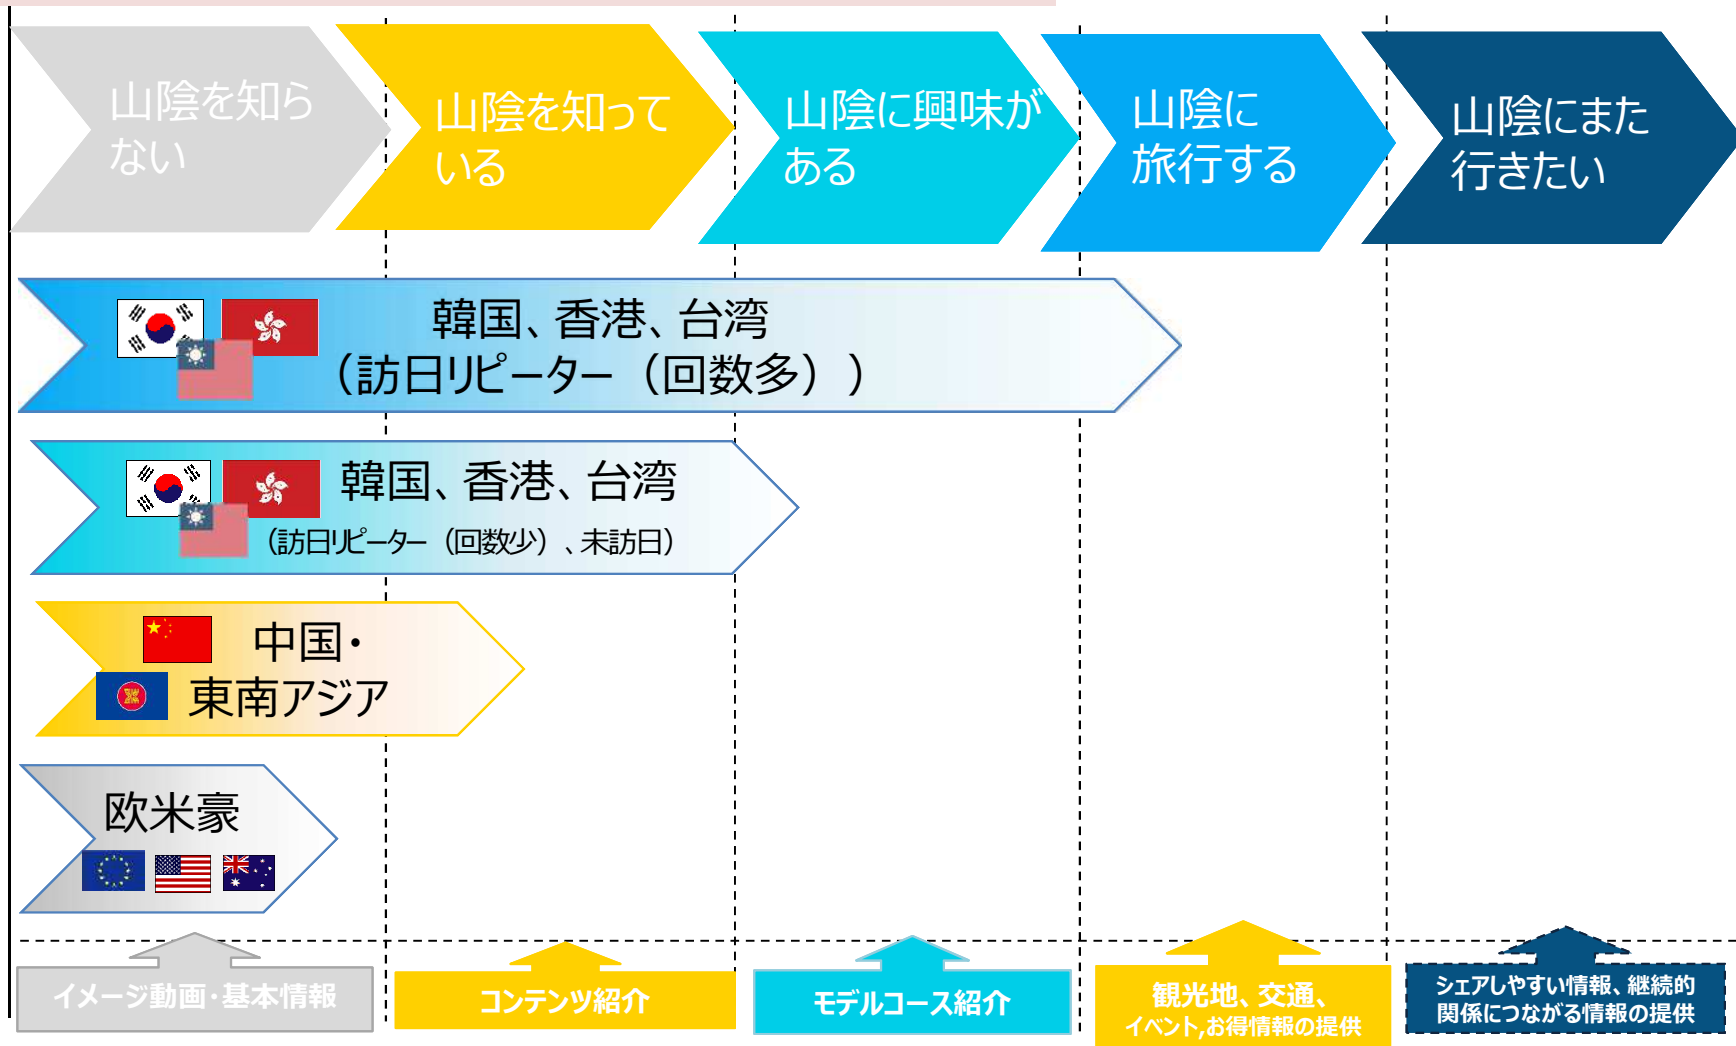 山陰を知ら
ない
山陰を知って
いる
山陰に興味が
ある
山陰に
旅行する
山陰にまた
行きたい
韓国、香港、台湾
（訪日リピーター（回数多））
韓国、香港、台湾
（訪日リピーター（回数少）、未訪日）
中国・
東南アジア
欧米豪
イメージ動画・基本情報
コンテンツ紹介
モデルコース紹介
観光地、交通、
イベント,お得情報の提供
シェアしやすい情報、継続的
関係につながる情報の提供